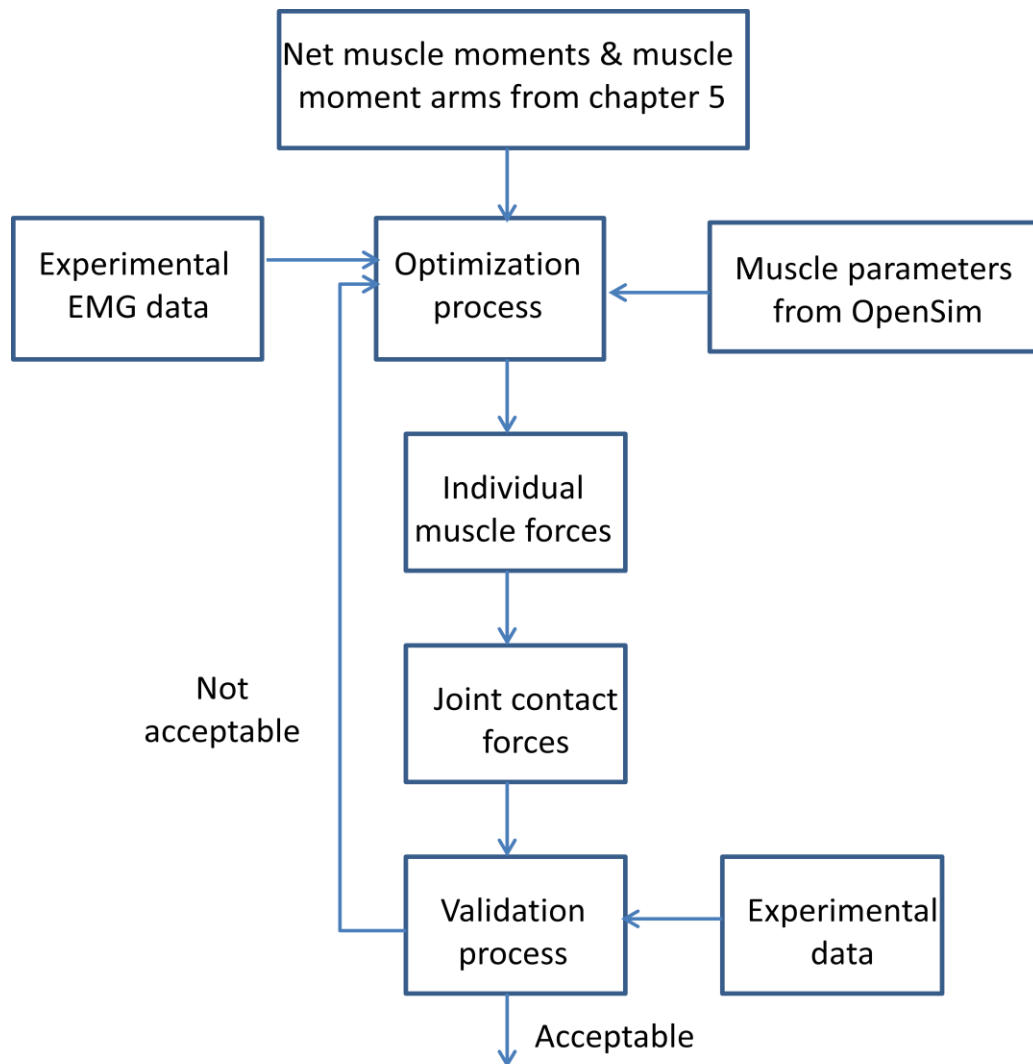 Net muscle moments & muscle
moment arms from chapter 5
Experimental
EMG data
Optimization
process
Muscle parameters
from OpenSim
Individual
muscle forces
Not
acceptable
Joint contact
forces
Validation
process
Experimental
data
Acceptable